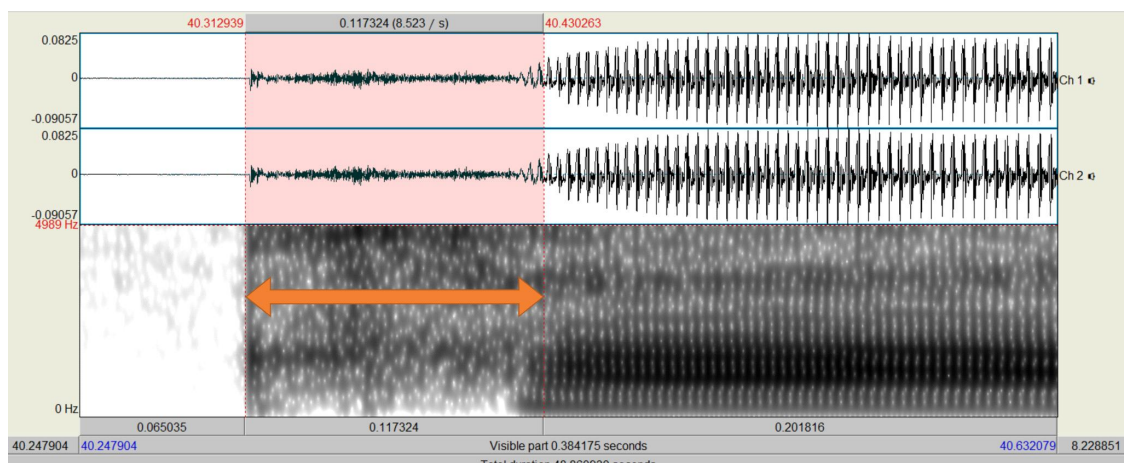 40.312939 0.117324 (8.523 / s) 40.430263
0.0825
0
-0.09057
Ch 1
0.0825
0
-0.09057
Ch 2
4989 Hz
0 Hz
0.065035 0.117324 0.201816
40.247904 40.247904 Visible part 0.384175 seconds 40.632079 8.228851